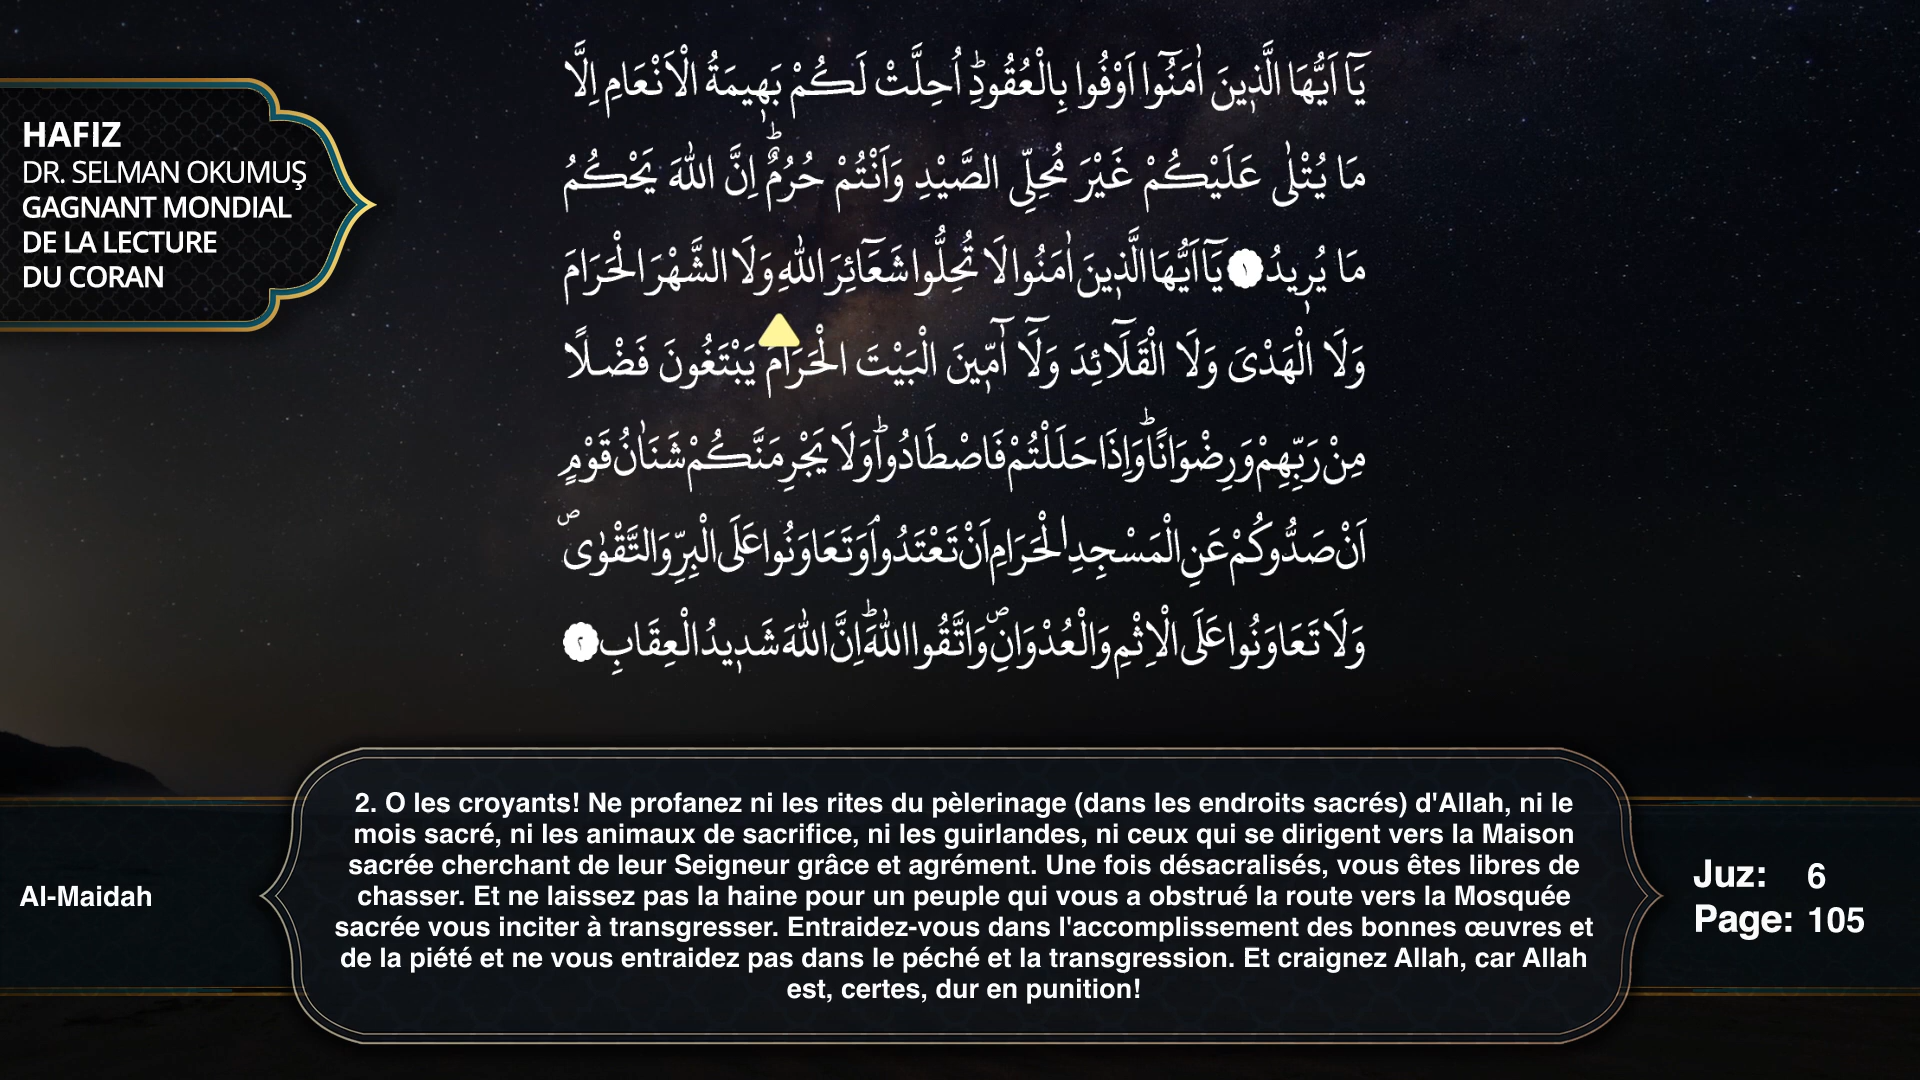 يَٓا اَيُّهَا الَّذ۪ينَ اٰمَنُٓوا اَوْفُوا بِالْعُقُودِۜ اُحِلَّتْ لَكُمْ بَه۪يمَةُ الْاَنْعَامِ اِلَّا
مَا يُتْلٰى عَلَيْكُمْ غَيْرَ مُحِلِّي الصَّيْدِ وَاَنْتُمْ حُرُمٌۜ اِنَّ اللّٰهَ يَحْكُمُ
مَا يُر۪يدُ ﴿١﴾ يَٓا اَيُّهَا الَّذ۪ينَ اٰمَنُوا لَا تُحِلُّوا شَعَٓائِرَ اللّٰهِ وَلَا الشَّهْرَ الْحَرَامَ
وَلَا الْهَدْيَ وَلَا الْقَلَٓائِدَ وَلَٓا اٰمّ۪ينَ الْبَيْتَ الْحَرَامَ يَبْتَغُونَ فَضْلًا
مِنْ رَبِّهِمْ وَرِضْوَانًاۜ وَاِذَا حَلَلْتُمْ فَاصْطَادُواۜ وَلَا يَجْرِمَنَّكُمْ شَنَاٰنُ قَوْمٍ
اَنْ صَدُّوكُمْ عَنِ الْمَسْجِدِ الْحَرَامِ اَنْ تَعْتَدُواۢ وَتَعَاوَنُوا عَلَى الْبِرِّ وَالتَّقْوٰىۖ
وَلَا تَعَاوَنُوا عَلَى الْاِثْمِ وَالْعُدْوَانِۖ وَاتَّقُوا اللّٰهَۜ اِنَّ اللّٰهَ شَد۪يدُ الْعِقَابِ ﴿٢﴾
HAFIZ
DR. SELMAN OKUMUŞ
GAGNANT MONDIAL
DE LA LECTURE
DU CORAN
2. O les croyants! Ne profanez ni les rites du pèlerinage (dans les endroits sacrés) d'Allah, ni le
mois sacré, ni les animaux de sacrifice, ni les guirlandes, ni ceux qui se dirigent vers la Maison
sacrée cherchant de leur Seigneur grâce et agrément. Une fois désacralisés, vous êtes libres de
chasser. Et ne laissez pas la haine pour un peuple qui vous a obstrué la route vers la Mosquée
sacrée vous inciter à transgresser. Entraidez-vous dans l'accomplissement des bonnes œuvres et
de la piété et ne vous entraidez pas dans le péché et la transgression. Et craignez Allah, car Allah
est, certes, dur en punition!
Al-Maidah
Juz: 6
Page: 105